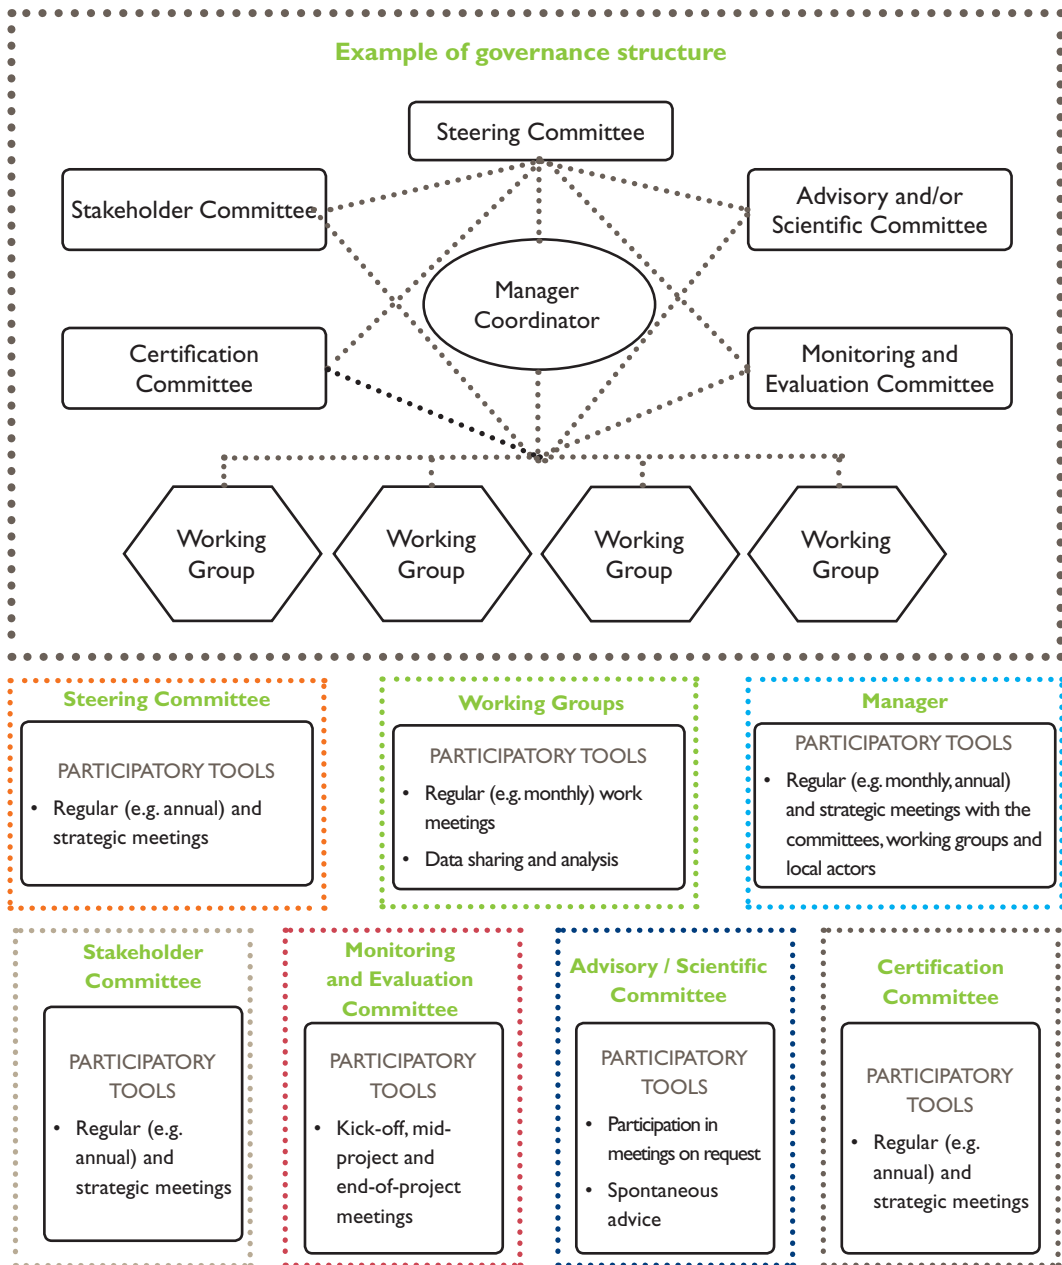 Example of governance structure
Steering Committee
Stakeholder Committee
Advisory and/or
Scientific Committee
Manager
Coordinator
Certification
Committee
Monitoring and
Evaluation Committee
Working
Group
Working
Group
Working
Group
Working
Group
Steering Committee
PARTICIPATORY TOOLS
• Regular (e.g. annual) and
strategic meetings
Working Groups
PARTICIPATORY TOOLS
• Regular (e.g. monthly) work
meetings
• Data sharing and analysis
Manager
PARTICIPATORY TOOLS
• Regular (e.g. monthly, annual)
and strategic meetings with the
committees, working groups and
local actors
Stakeholder
Committee
PARTICIPATORY
TOOLS
• Regular (e.g.
annual) and
strategic meetings
Monitoring
and Evaluation
Committee
PARTICIPATORY
TOOLS
• Kick-off, mid-
project and
end-of-project
meetings
Advisory / Scientific
Committee
PARTICIPATORY
TOOLS
• Participation in
meetings on request
• Spontaneous
advice
Certification
Committee
PARTICIPATORY
TOOLS
• Regular (e.g.
annual) and
strategic meetings